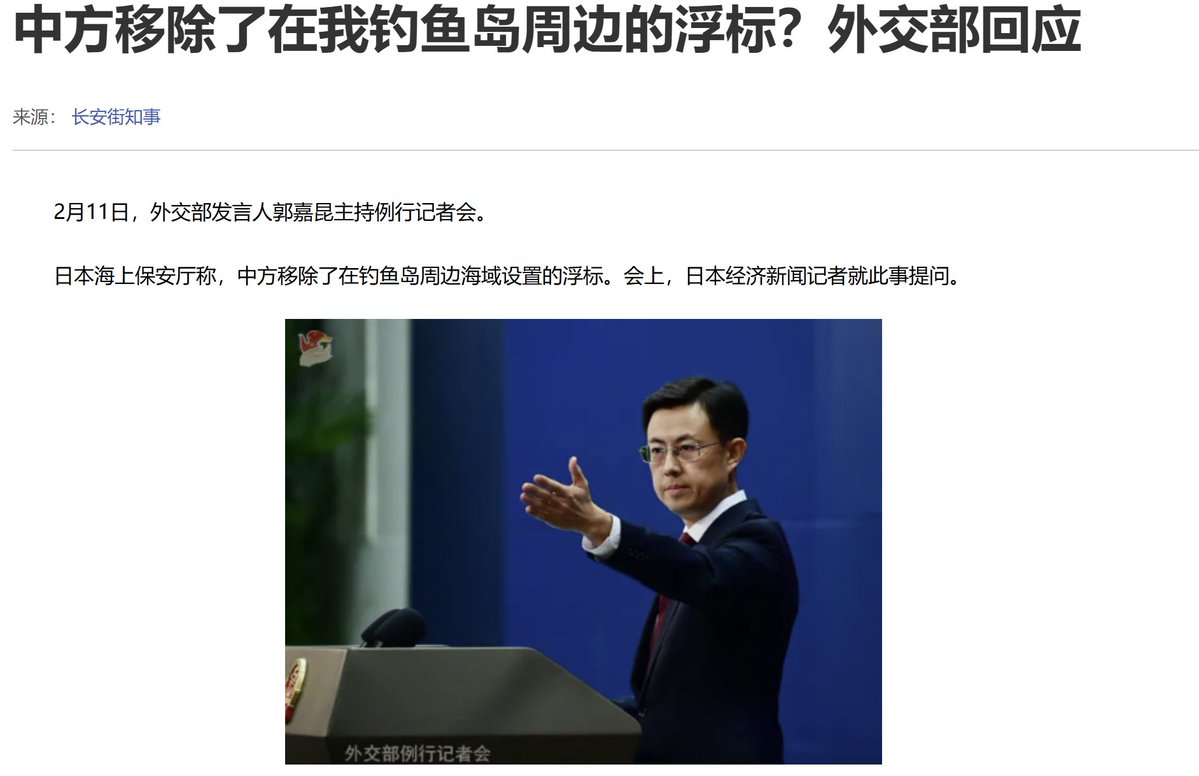 中方移除了在我钓鱼岛周边的浮标？外交部回应
来源： 长安街知事
2月11日，外交部发言人郭嘉昆主持例行记者会。
日本海上保安厅称，中方移除了在钓鱼岛周边海域设置的浮标。会上，日本经济新闻记者就此事提问。
外交部例行记者会